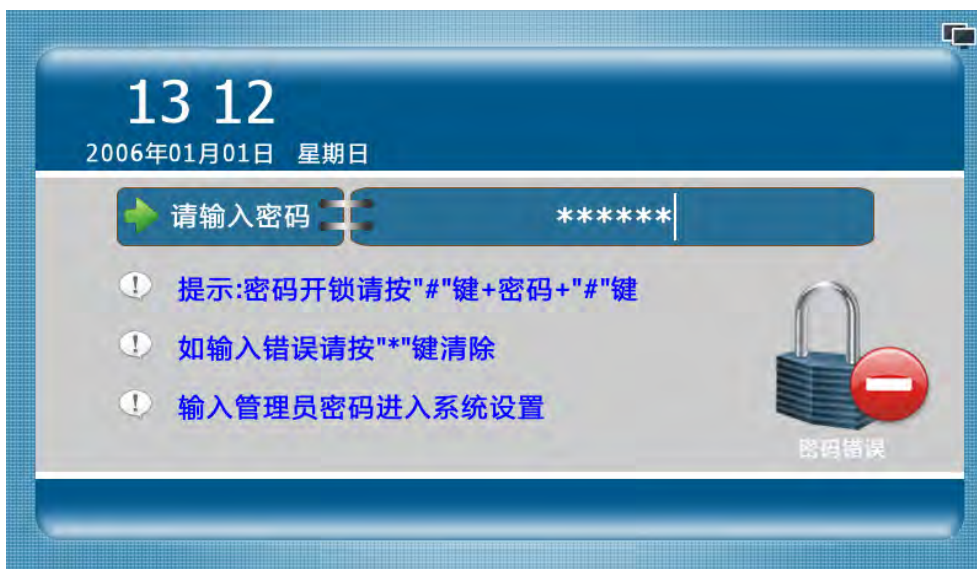 13 12
2006年01月01日 星期日
请输入密码 ******
提示:密码开锁请按"#"键+密码+"#"键
如输入错误请按"*"键清除
输入管理员密码进入系统设置
密码错误